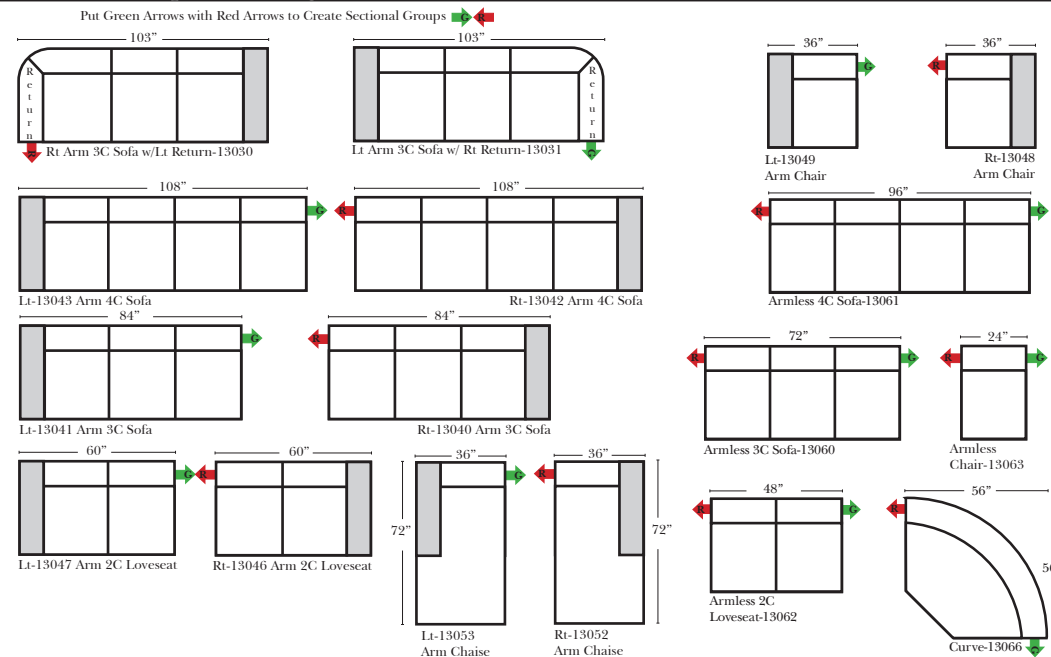 Put Green Arrows with Red Arrows to Create Sectional Groups G R
103”
Return
R
Rt Arm 3C Sofa w/Lt Return-13030
103”
Return
G
Lt Arm 3C Sofa w/ Rt Return-13031
36”
G
Lt-13049
Arm Chair
36”
R
Rt-13048
Arm Chair
108”
G
Lt-13043 Arm 4C Sofa
108”
R
Rt-13042 Arm 4C Sofa
96”
R
G
Armless 4C Sofa-13061
84”
G
Lt-13041 Arm 3C Sofa
84”
R
Rt-13040 Arm 3C Sofa
72”
R
G
Armless 3C Sofa-13060
24”
R
G
Armless
Chair-13063
60”
G
Lt-13047 Arm 2C Loveseat
60”
R
Rt-13046 Arm 2C Loveseat
36”
72”
G
Lt-13053
Arm Chaise
36”
R
72”
Rt-13052
Arm Chaise
48”
R
G
Armless 2C
Loveseat-13062
56”
R
G
Curve-13066